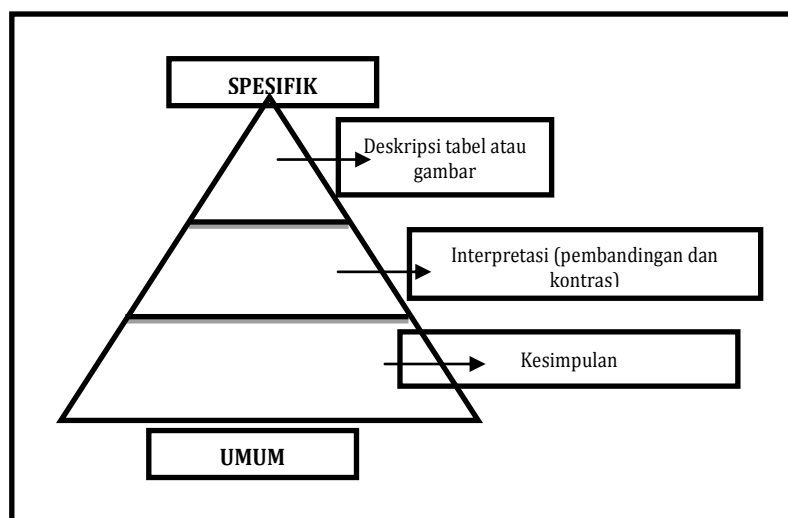 SPESIFIK
Deskripsi tabel atau
gambar
Interpretasi (pembandingan dan
kontras)
Kesimpulan
UMUM